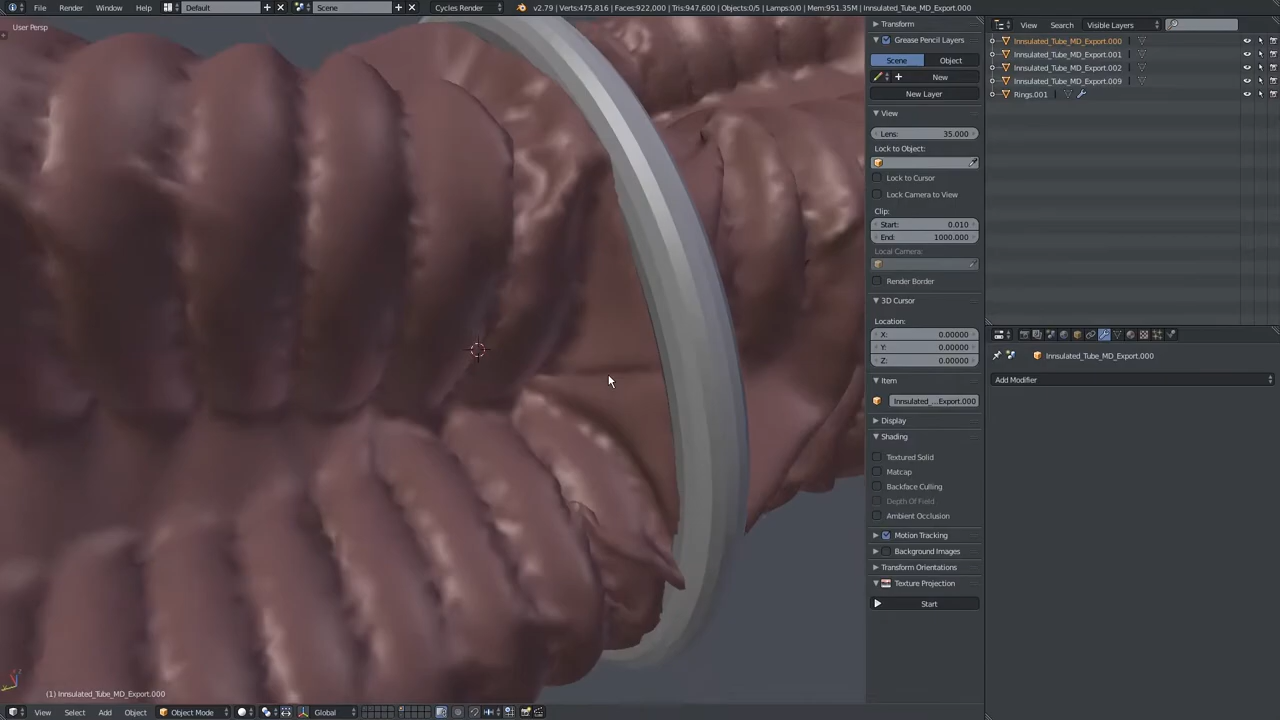 File Render Window Help Default Scene Cycles Render v2.79 | Verts:475,816 | Faces:922,000 | Tris:947,600 | Objects:0/5 | Lamps:0/0 | Mem:951.35M | Innsulated_Tube_MD_Export.000
User Persp
Transform
Grease Pencil Layers
Scene Object
New
New Layer
View
Lens: 35.000
Lock to Object:
Lock to Cursor
Lock Camera to View
Clip:
Start: 0.010
End: 1000.000
Local Camera:
Render Border
3D Cursor
Location:
X: 0.00000
Y: 0.00000
Z: 0.00000
Item
Innsulated_...Export.000
Display
Shading
Textured Solid
Matcap
Backface Culling
Depth Of Field
Ambient Occlusion
Motion Tracking
Background Images
Transform Orientations
Texture Projection
Start
View Search Visible Layers
Innsulated_Tube_MD_Export.000
Innsulated_Tube_MD_Export.001
Innsulated_Tube_MD_Export.002
Innsulated_Tube_MD_Export.009
Rings.001
Innsulated_Tube_MD_Export.000
Add Modifier
(1) Innsulated_Tube_MD_Export.000
View Select Add Object Object Mode Global